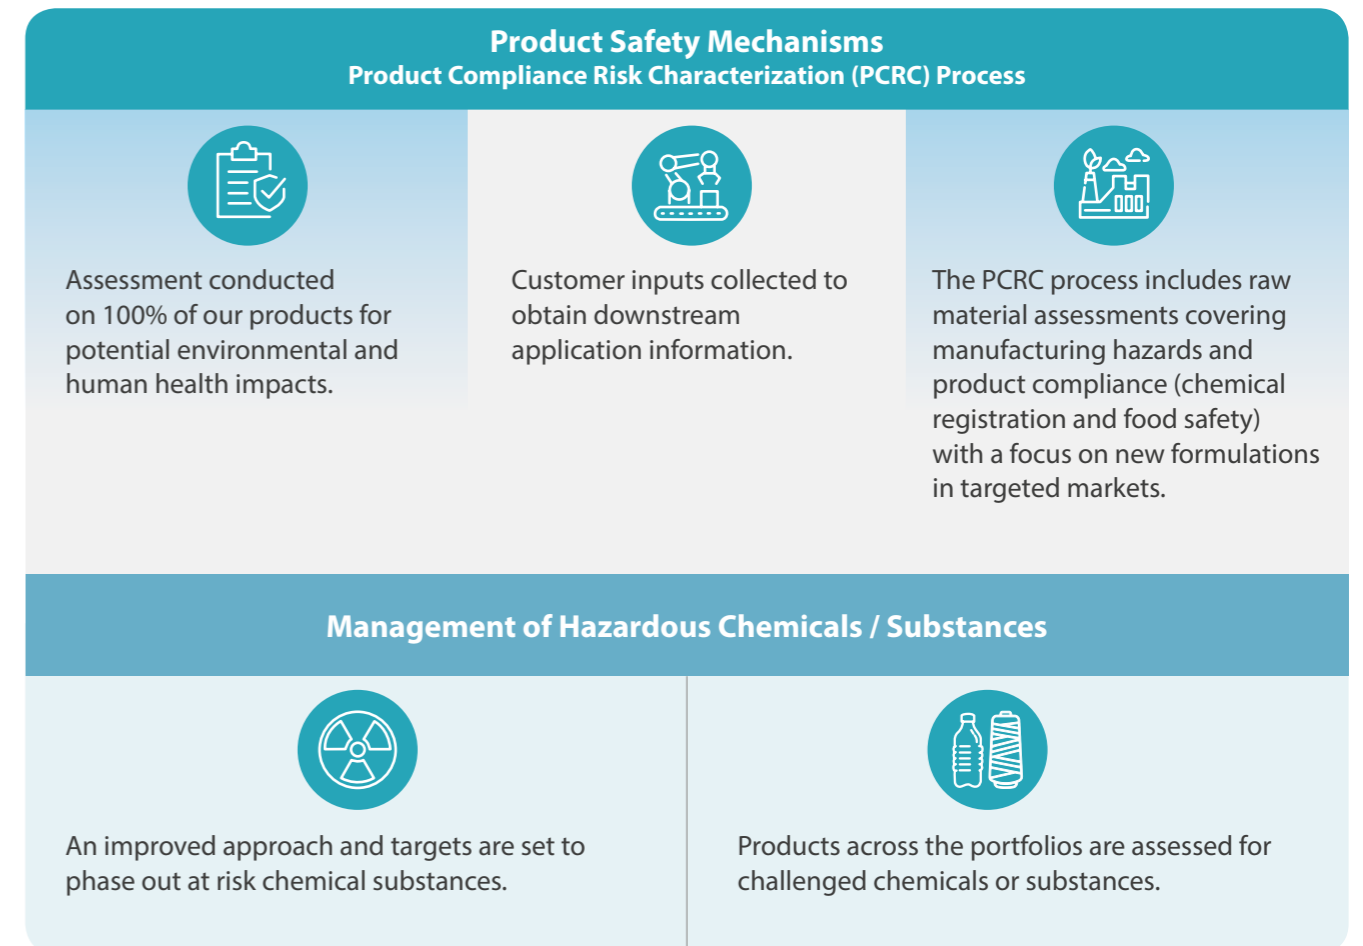 Product Safety Mechanisms
Product Compliance Risk Characterization (PCRC) Process
Assessment conducted
on 100% of our products for
potential environmental and
human health impacts.
Customer inputs collected to
obtain downstream
application information.
The PCRC process includes raw
material assessments covering
manufacturing hazards and
product compliance (chemical
registration and food safety)
with a focus on new formulations
in targeted markets.
Management of Hazardous Chemicals / Substances
An improved approach and targets are set to
phase out at risk chemical substances.
Products across the portfolios are assessed for
challenged chemicals or substances.